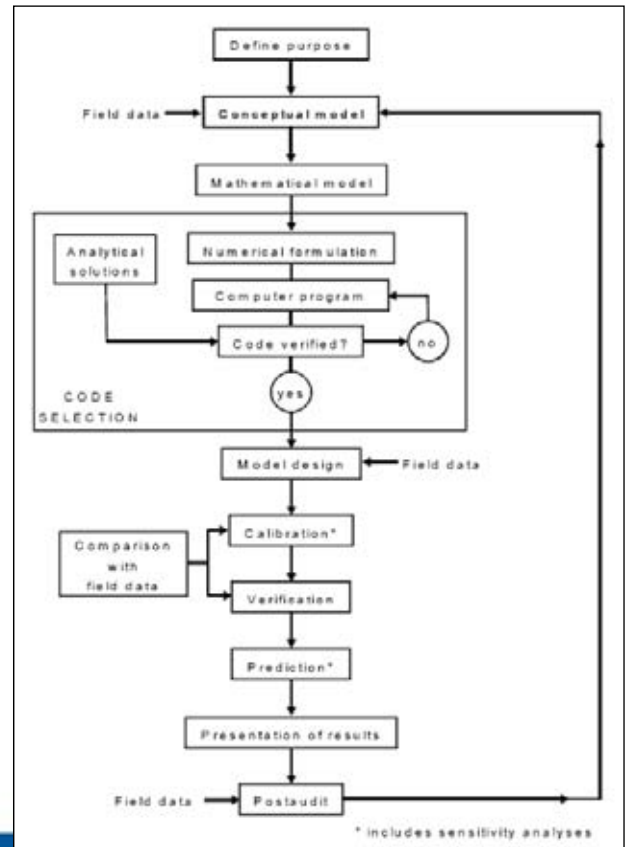 Define purpose
Field data
Conceptual model
Mathematical model
Analytical
solutions
Numerical formulation
Computer program
Code verified?
no
yes
CODE
SELECTION
Model design
Field data
Calibration*
Comparison
with
field data
Verification
Prediction*
Presentation of results
Field data
Postaudit
* includes sensitivity analyses